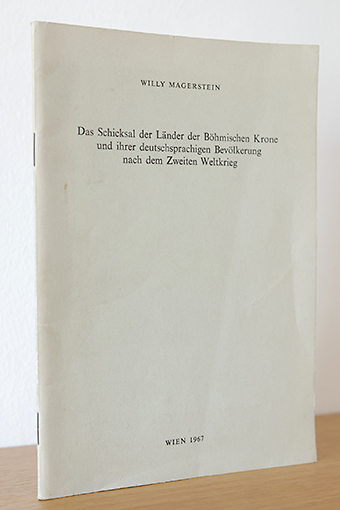 WILLY MAGERSTEIN
Das Schicksal der Länder der Böhmischen Krone
und ihrer deutschsprachigen Bevölkerung
nach dem Zweiten Weltkrieg
WIEN 1967